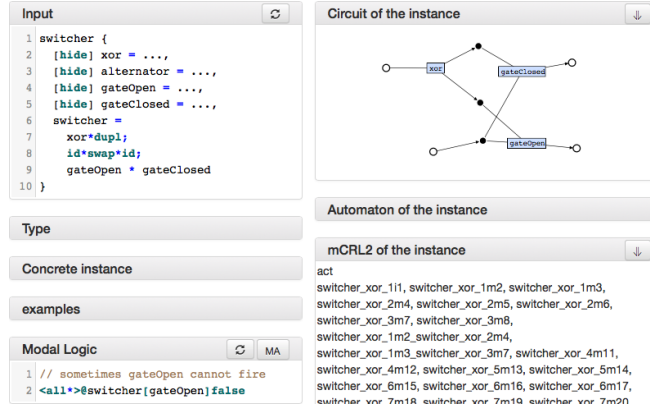 Input
1 switcher {
2 [hide] xor = ...,
3 [hide] alternator = ...,
4 [hide] gateOpen = ...,
5 [hide] gateClosed = ...,
6 switcher =
7 xor*dupl;
8 id*swap*id;
9 gateOpen * gateClosed
10 }
Type
Concrete instance
examples
Modal Logic
MA
1 // sometimes gateOpen cannot fire
2 <all*>@switcher[gateOpen]false
Circuit of the instance
xor
gateClosed
gateOpen
Automaton of the instance
mCRL2 of the instance
act
switcher_xor_1i1, switcher_xor_1m2, switcher_xor_1m3,
switcher_xor_2m4, switcher_xor_2m5, switcher_xor_2m6,
switcher_xor_3m7, switcher_xor_3m8,
switcher_xor_1m2_switcher_xor_2m4,
switcher_xor_1m3_switcher_xor_3m7, switcher_xor_4m11,
switcher_xor_4m12, switcher_xor_5m13, switcher_xor_5m14,
switcher_xor_6m15, switcher_xor_6m16, switcher_xor_6m17,
switcher_xor_7m18, switcher_xor_7m19, switcher_xor_7m20